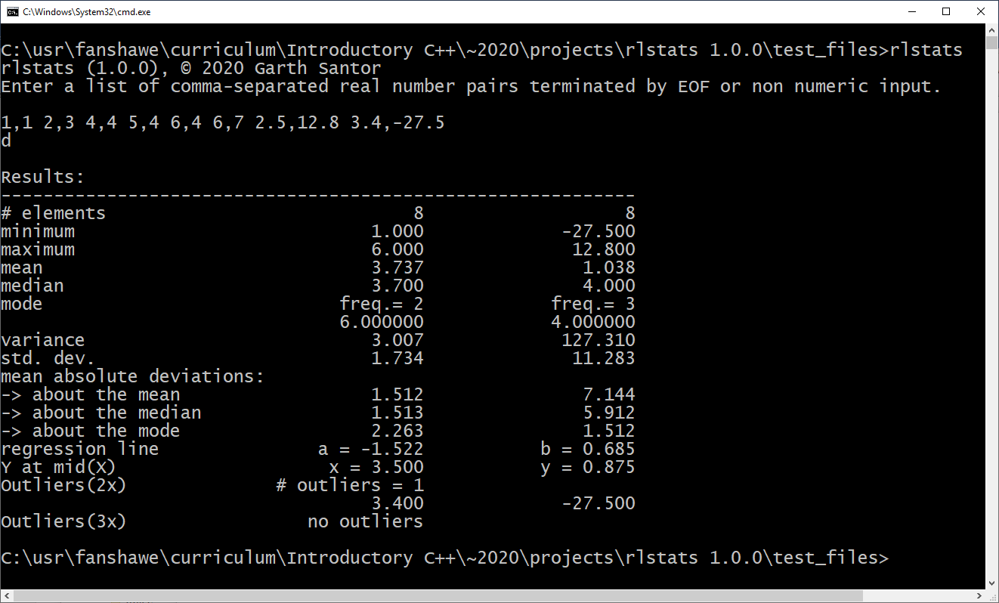 C:\Windows\System32\cmd.exe
C:\usr\fanshawe\curriculum\Introductory C++\~2020\projects\rlstats 1.0.0\test_files>rlstats
rlstats (1.0.0), © 2020 Garth Santor
Enter a list of comma-separated real number pairs terminated by EOF or non numeric input.
1,1 2,3 4,4 5,4 6,4 6,7 2.5,12.8 3.4,-27.5
d
Results:
------------------------------------------------------------
# elements                             8                   8
minimum                            1.000             -27.500
maximum                            6.000              12.800
mean                               3.737               1.038
median                             3.700               4.000
mode                            freq.= 2            freq.= 3
                                6.000000            4.000000
variance                           3.007             127.310
std. dev.                          1.734              11.283
mean absolute deviations:
-> about the mean                  1.512               7.144
-> about the median                1.513               5.912
-> about the mode                  2.263               1.512
regression line               a = -1.522           b = 0.685
Y at mid(X)                    x = 3.500           y = 0.875
Outliers(2x)              # outliers = 1
                                   3.400             -27.500
Outliers(3x)                 no outliers
C:\usr\fanshawe\curriculum\Introductory C++\~2020\projects\rlstats 1.0.0\test_files>